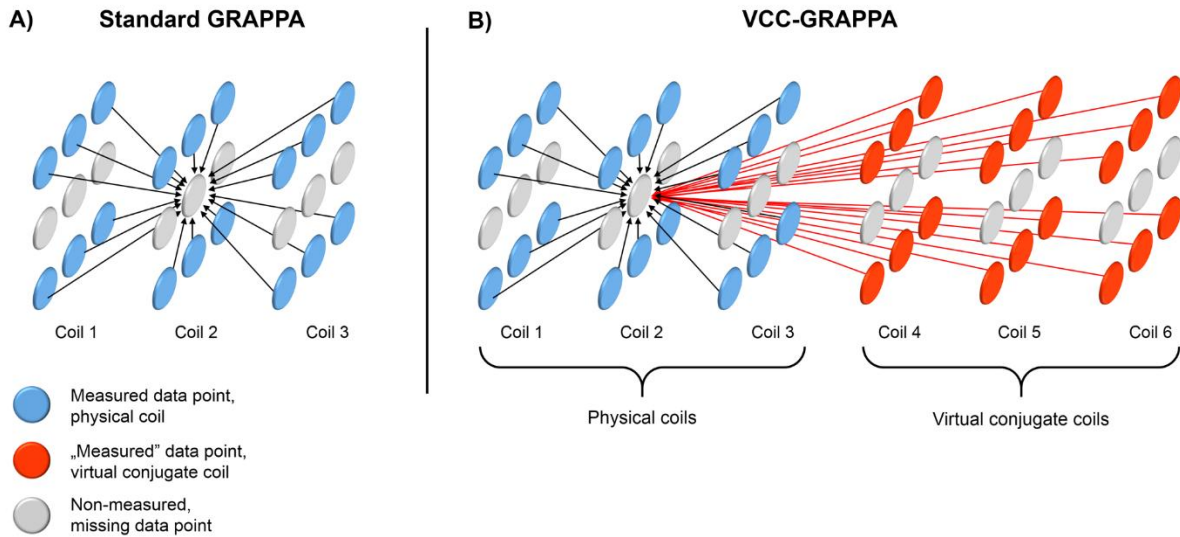 A)
Standard GRAPPA
B)
VCC-GRAPPA
Coil 1
Coil 2
Coil 3
Coil 1
Coil 2
Coil 3
Coil 4
Coil 5
Coil 6
Physical coils
Virtual conjugate coils
Measured data point,
physical coil
„Measured” data point,
virtual conjugate coil
Non-measured,
missing data point